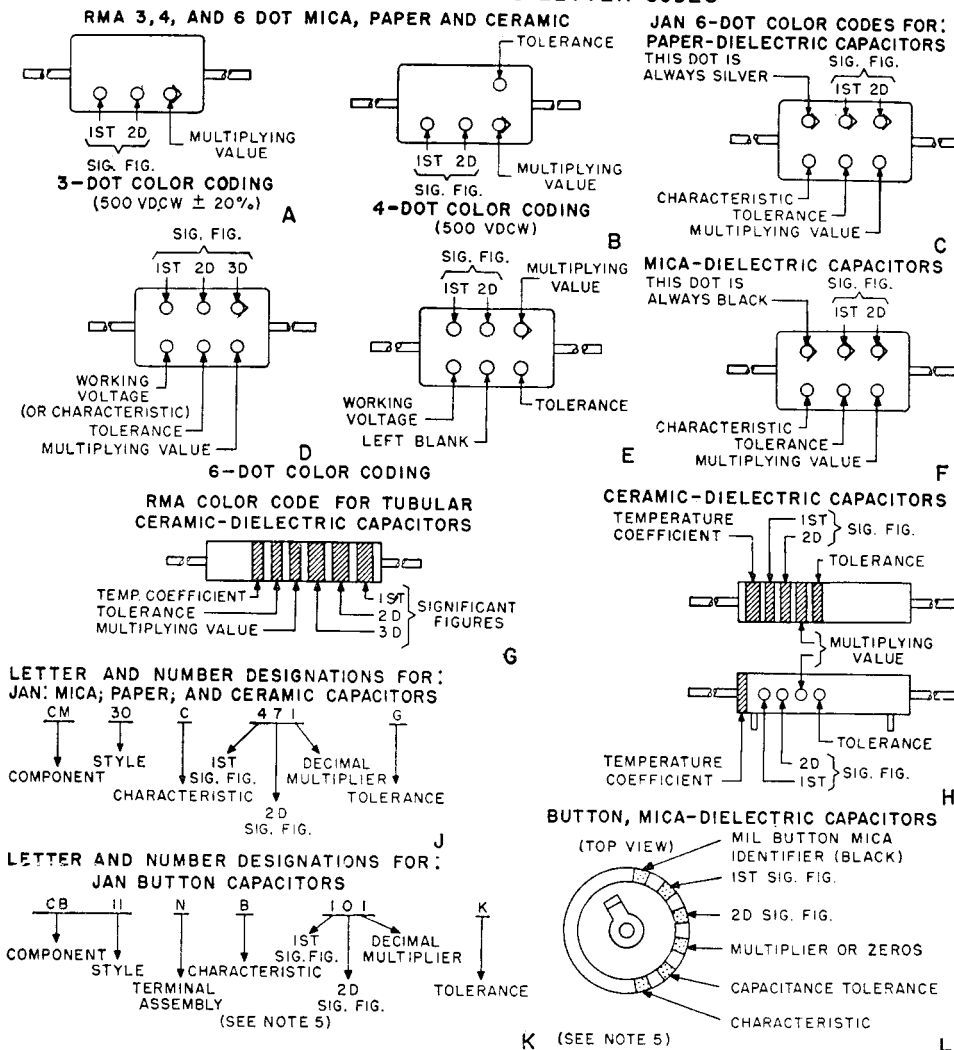 LETTER CODES
RMA 3,4, AND 6 DOT MICA, PAPER AND CERAMIC
TOLERANCE
1ST 2D
SIG. FIG.
MULTIPLYING
VALUE
3-DOT COLOR CODING
(500 VDCW ± 20%)
A
1ST 2D
SIG. FIG.
MULTIPLYING
VALUE
4-DOT COLOR CODING
(500 VDCW)
B
JAN 6-DOT COLOR CODES FOR:
PAPER-DIELECTRIC CAPACITORS
THIS DOT IS
ALWAYS SILVER
SIG. FIG.
1ST 2D
CHARACTERISTIC
TOLERANCE
MULTIPLYING VALUE
C
SIG. FIG.
1ST 2D 3D
WORKING
VOLTAGE
(OR CHARACTERISTIC)
TOLERANCE
MULTIPLYING VALUE
D
SIG. FIG.
1ST 2D
MULTIPLYING
VALUE
WORKING
VOLTAGE
LEFT BLANK
TOLERANCE
E
6-DOT COLOR CODING
MICA-DIELECTRIC CAPACITORS
THIS DOT IS
ALWAYS BLACK
SIG. FIG.
1ST 2D
CHARACTERISTIC
TOLERANCE
MULTIPLYING VALUE
F
RMA COLOR CODE FOR TUBULAR
CERAMIC-DIELECTRIC CAPACITORS
TEMP. COEFFICIENT
TOLERANCE
MULTIPLYING VALUE
1ST
2D
3D
SIGNIFICANT
FIGURES
G
CERAMIC-DIELECTRIC CAPACITORS
TEMPERATURE
COEFFICIENT
1ST
2D
SIG. FIG.
TOLERANCE
MULTIPLYING
VALUE
TOLERANCE
TEMPERATURE
COEFFICIENT
2D
1ST
SIG. FIG.
H
LETTER AND NUMBER DESIGNATIONS FOR:
JAN: MICA; PAPER; AND CERAMIC CAPACITORS
CM 30 C 471 G
COMPONENT
STYLE
CHARACTERISTIC
1ST
SIG. FIG.
2D
SIG. FIG.
DECIMAL
MULTIPLIER
TOLERANCE
J
LETTER AND NUMBER DESIGNATIONS FOR:
JAN BUTTON CAPACITORS
CB 11 N B 101 K
COMPONENT
STYLE
TERMINAL
ASSEMBLY
CHARACTERISTIC
1ST
SIG. FIG.
2D
SIG. FIG.
DECIMAL
MULTIPLIER
TOLERANCE
(SEE NOTE 5)
K
BUTTON, MICA-DIELECTRIC CAPACITORS
(TOP VIEW)
MIL BUTTON MICA
IDENTIFIER (BLACK)
1ST SIG. FIG.
2D SIG. FIG.
MULTIPLIER OR ZEROS
CAPACITANCE TOLERANCE
CHARACTERISTIC
(SEE NOTE 5)
L